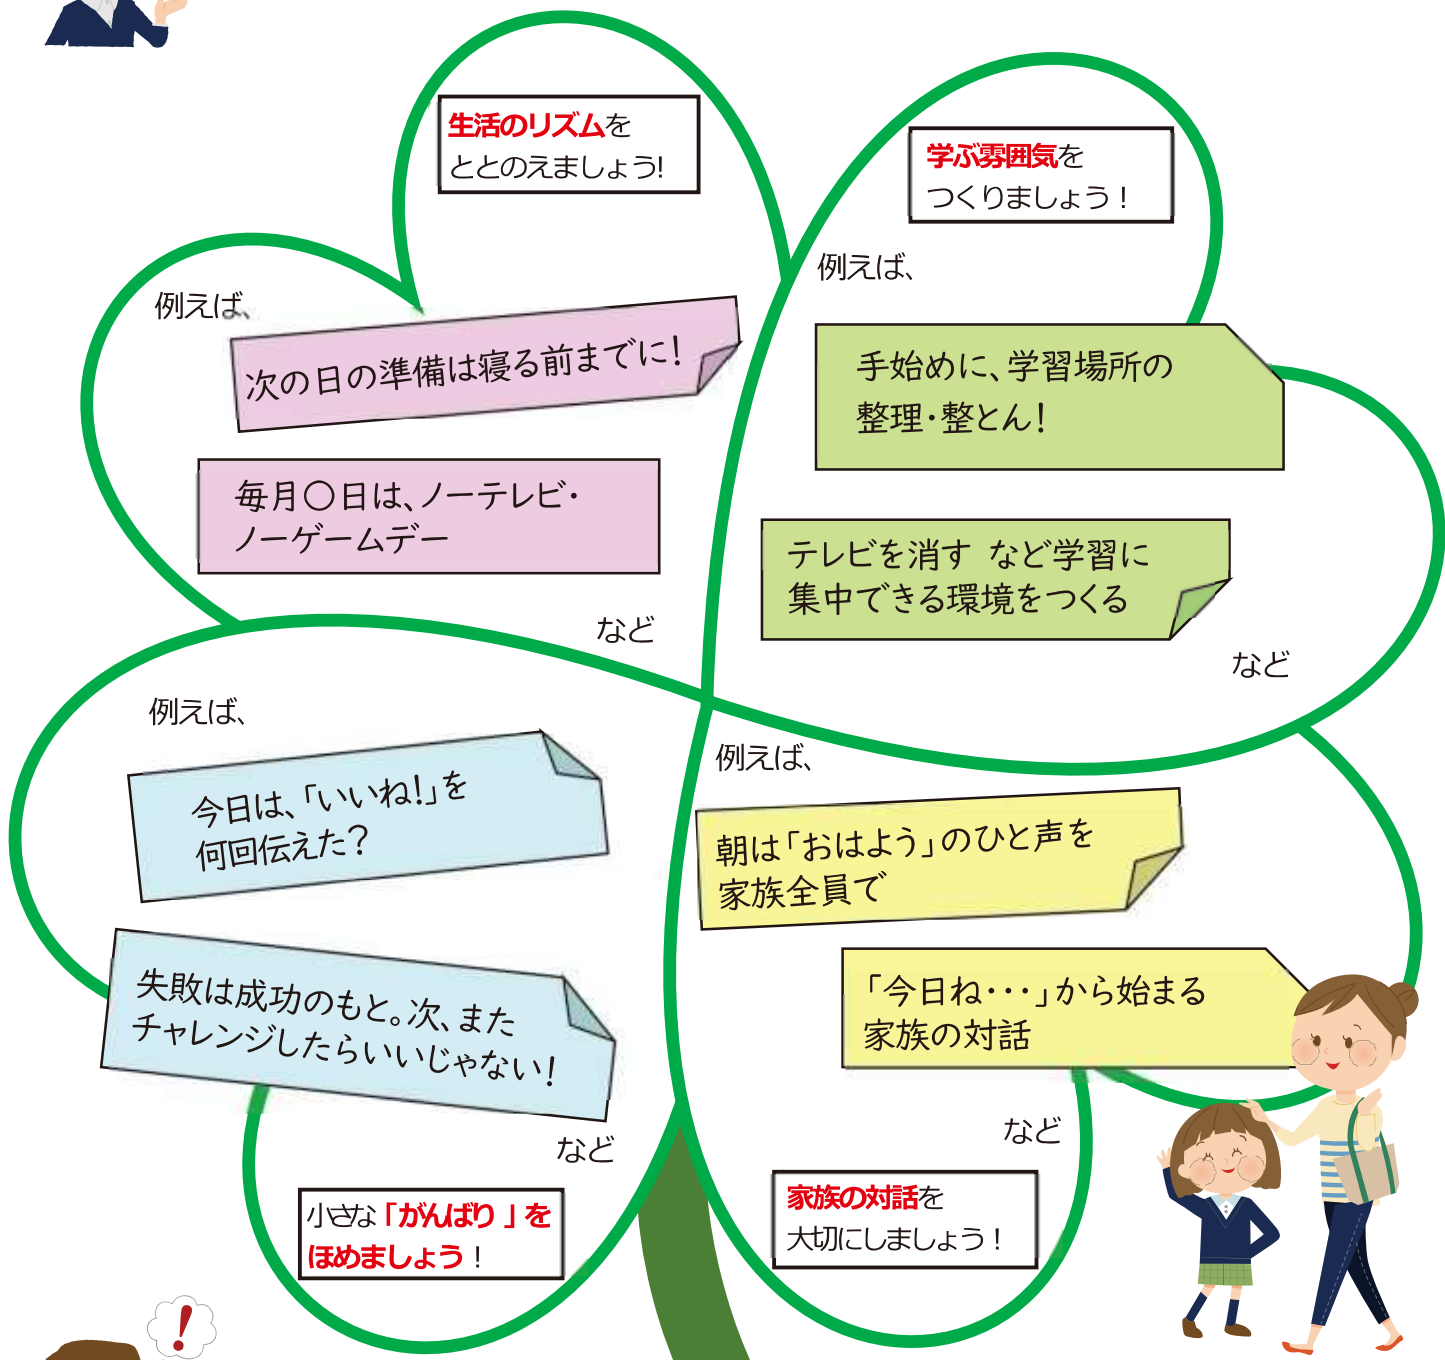 生活のリズムを
ととのえましょう!
例えば、
次の日の準備は寝る前までに!
毎月〇日は、ノーテレビ・
ノーゲームデー
など
学ぶ雰囲気を
つくりましょう！
例えば、
手始めに、学習場所の
整理・整とん!
テレビを消す など学習に
集中できる環境をつくる
など
例えば、
今日は、「いいね!」を
何回伝えた?
失敗は成功のもと。次、また
チャレンジしたらいいじゃない!
など
小さな「がんばり」を
ほめましょう！
例えば、
朝は「おはよう」のひと声を
家族全員で
「今日ね・・・」から始まる
家族の対話
など
家族の対話を
大切にしましょう！